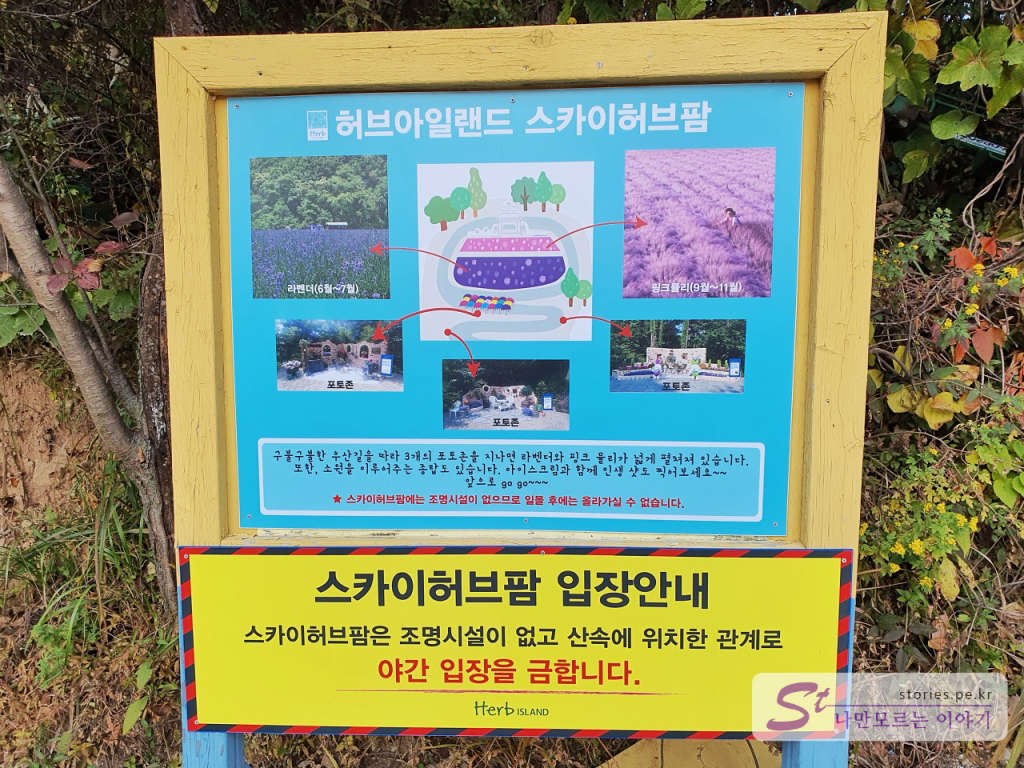 Herb
허브아일랜드 스카이허브팜
라벤더(6월~7월)
핑크뮬리(9월~11월)
포토존
포토존
포토존
구불구불한 우산길을 따라 3개의 포토존을 지나면 라벤더와 핑크 뮬리가 넓게 펼쳐져 있습니다.
또한, 소원을 이루어주는 종탑도 있습니다. 아이스크림과 함께 인생 샷도 찍어보세요~~
앞으로 go go~~~
★ 스카이허브팜에는 조명시설이 없으므로 일몰 후에는 올라가실 수 없습니다.
스카이허브팜 입장안내
스카이허브팜은 조명시설이 없고 산속에 위치한 관계로
야간 입장을 금합니다.
Herb ISLAND
St stories.pe.kr
나만모르는 이야기